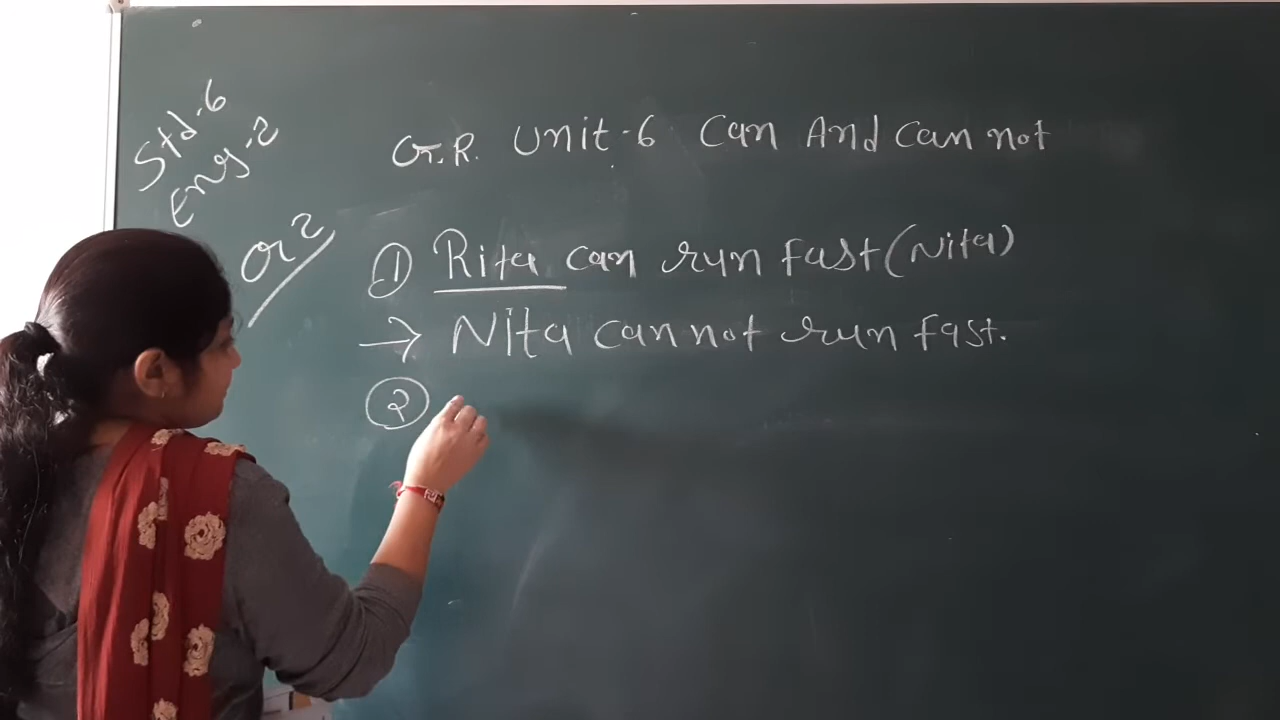 Std-6
Eng-2
Gr.R. Unit-6 Can And Can not
① Rita can run fast (Nita)
→ Nita can not run fast.
②